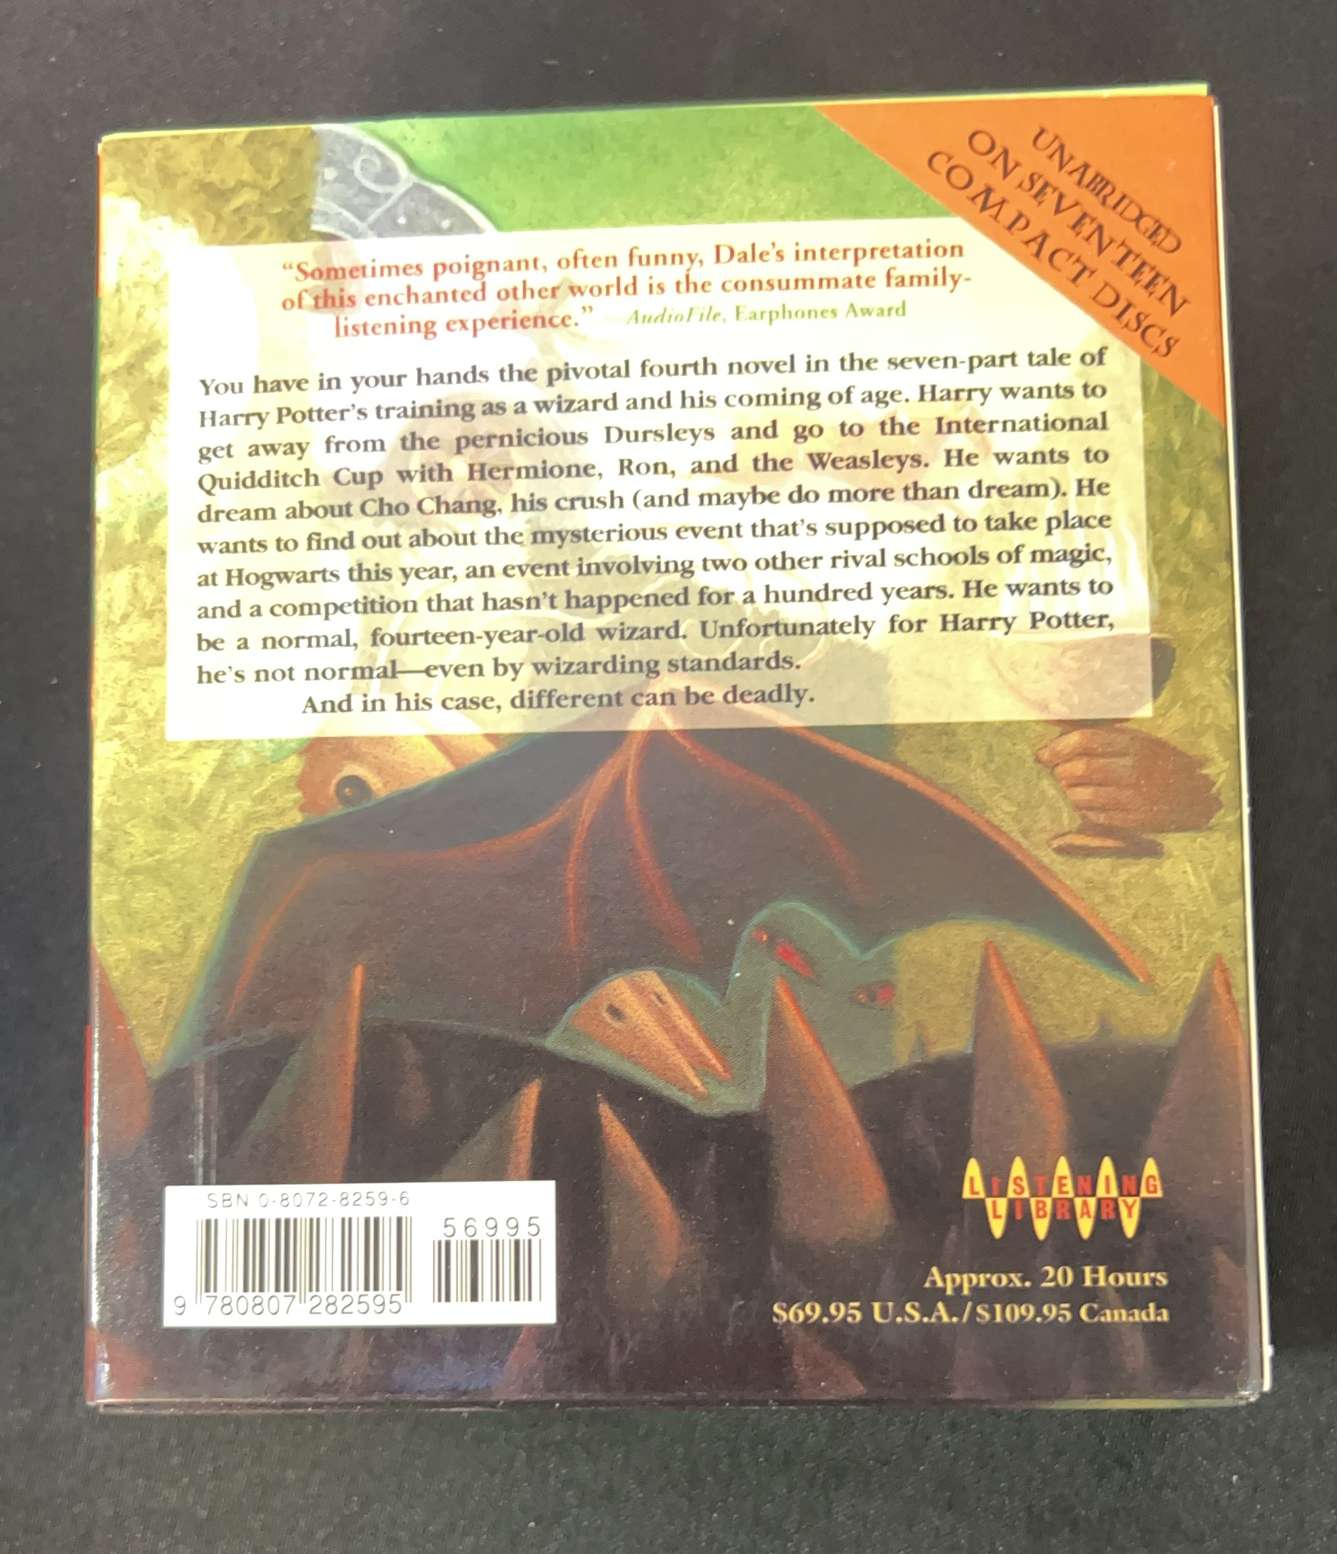 UNABRIDGED
ON SEVENTEEN
COMPACT DISCS
“Sometimes poignant, often funny, Dale’s interpretation
of this enchanted other world is the consummate family-
listening experience.” AudioFile, Earphones Award
You have in your hands the pivotal fourth novel in the seven-part tale of
Harry Potter’s training as a wizard and his coming of age. Harry wants to
get away from the pernicious Dursleys and go to the International
Quidditch Cup with Hermione, Ron, and the Weasleys. He wants to
dream about Cho Chang, his crush (and maybe do more than dream). He
wants to find out about the mysterious event that’s supposed to take place
at Hogwarts this year, an event involving two other rival schools of magic,
and a competition that hasn’t happened for a hundred years. He wants to
be a normal, fourteen-year-old wizard. Unfortunately for Harry Potter,
he’s not normal—even by wizarding standards.
And in his case, different can be deadly.
SBN 0-8072-8259-6
56995
9 780807 282595
LISTENING
LIBRARY
Approx. 20 Hours
$69.95 U.S.A./$109.95 Canada